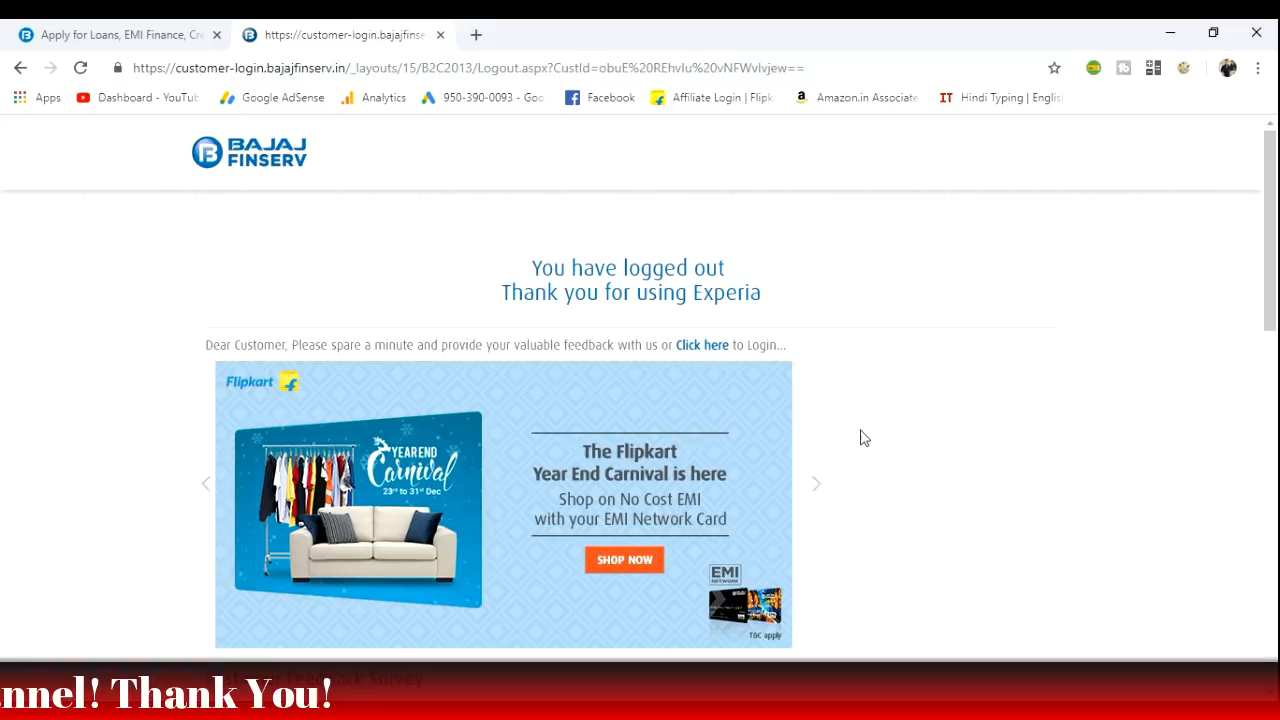 Apply for Loans, EMI Finance, Cre
https://customer-login.bajajfinse
https://customer-login.bajajfinserv.in/_layouts/15/B2C2013/Logout.aspx?CustId=obuE%20REhvIu%20vNFWvlvjew==
Apps
Dashboard - YouTub
Google AdSense
Analytics
950-390-0093 - Goo
Facebook
Affiliate Login | Flipk
Amazon.in Associate
IT Hindi Typing | Englis
BAJAJ
FINSERV
You have logged out
Thank you for using Experia
Dear Customer, Please spare a minute and provide your valuable feedback with us or Click here to Login...
Flipkart
YEAR END
Carnival
23rd to 31st Dec
The Flipkart
Year End Carnival is here
Shop on No Cost EMI
with your EMI Network Card
SHOP NOW
EMI
NETWORK
T&C apply
Survey
nnel! Thank You!